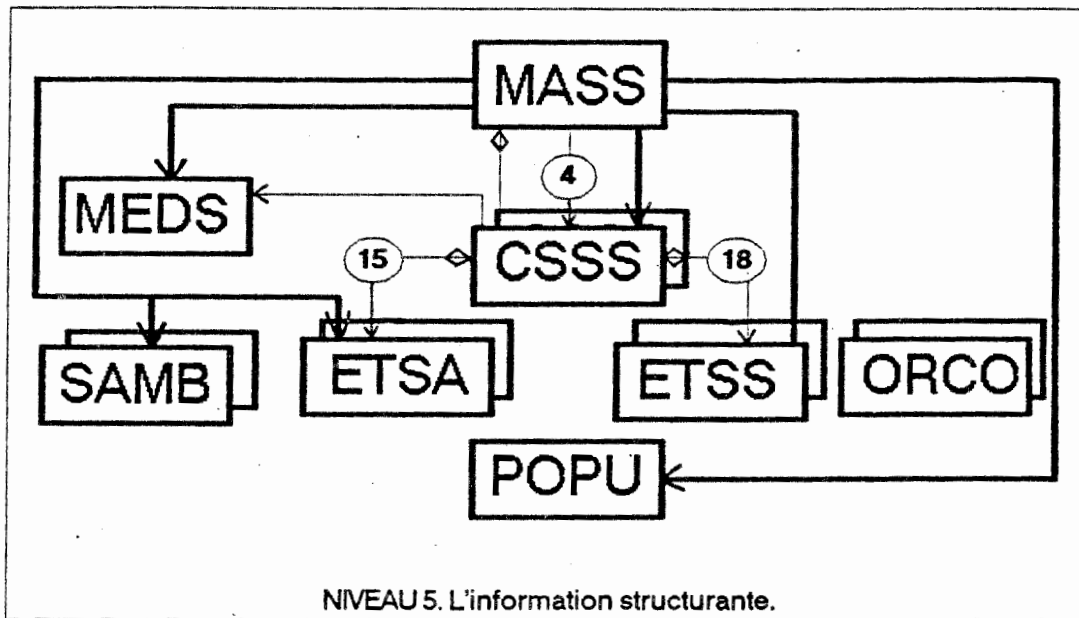 MASS
4
MEDS
15
CSSS
18
SAMB
ETSA
ETSS
ORCO
POPU
NIVEAU 5. L'information structurante.